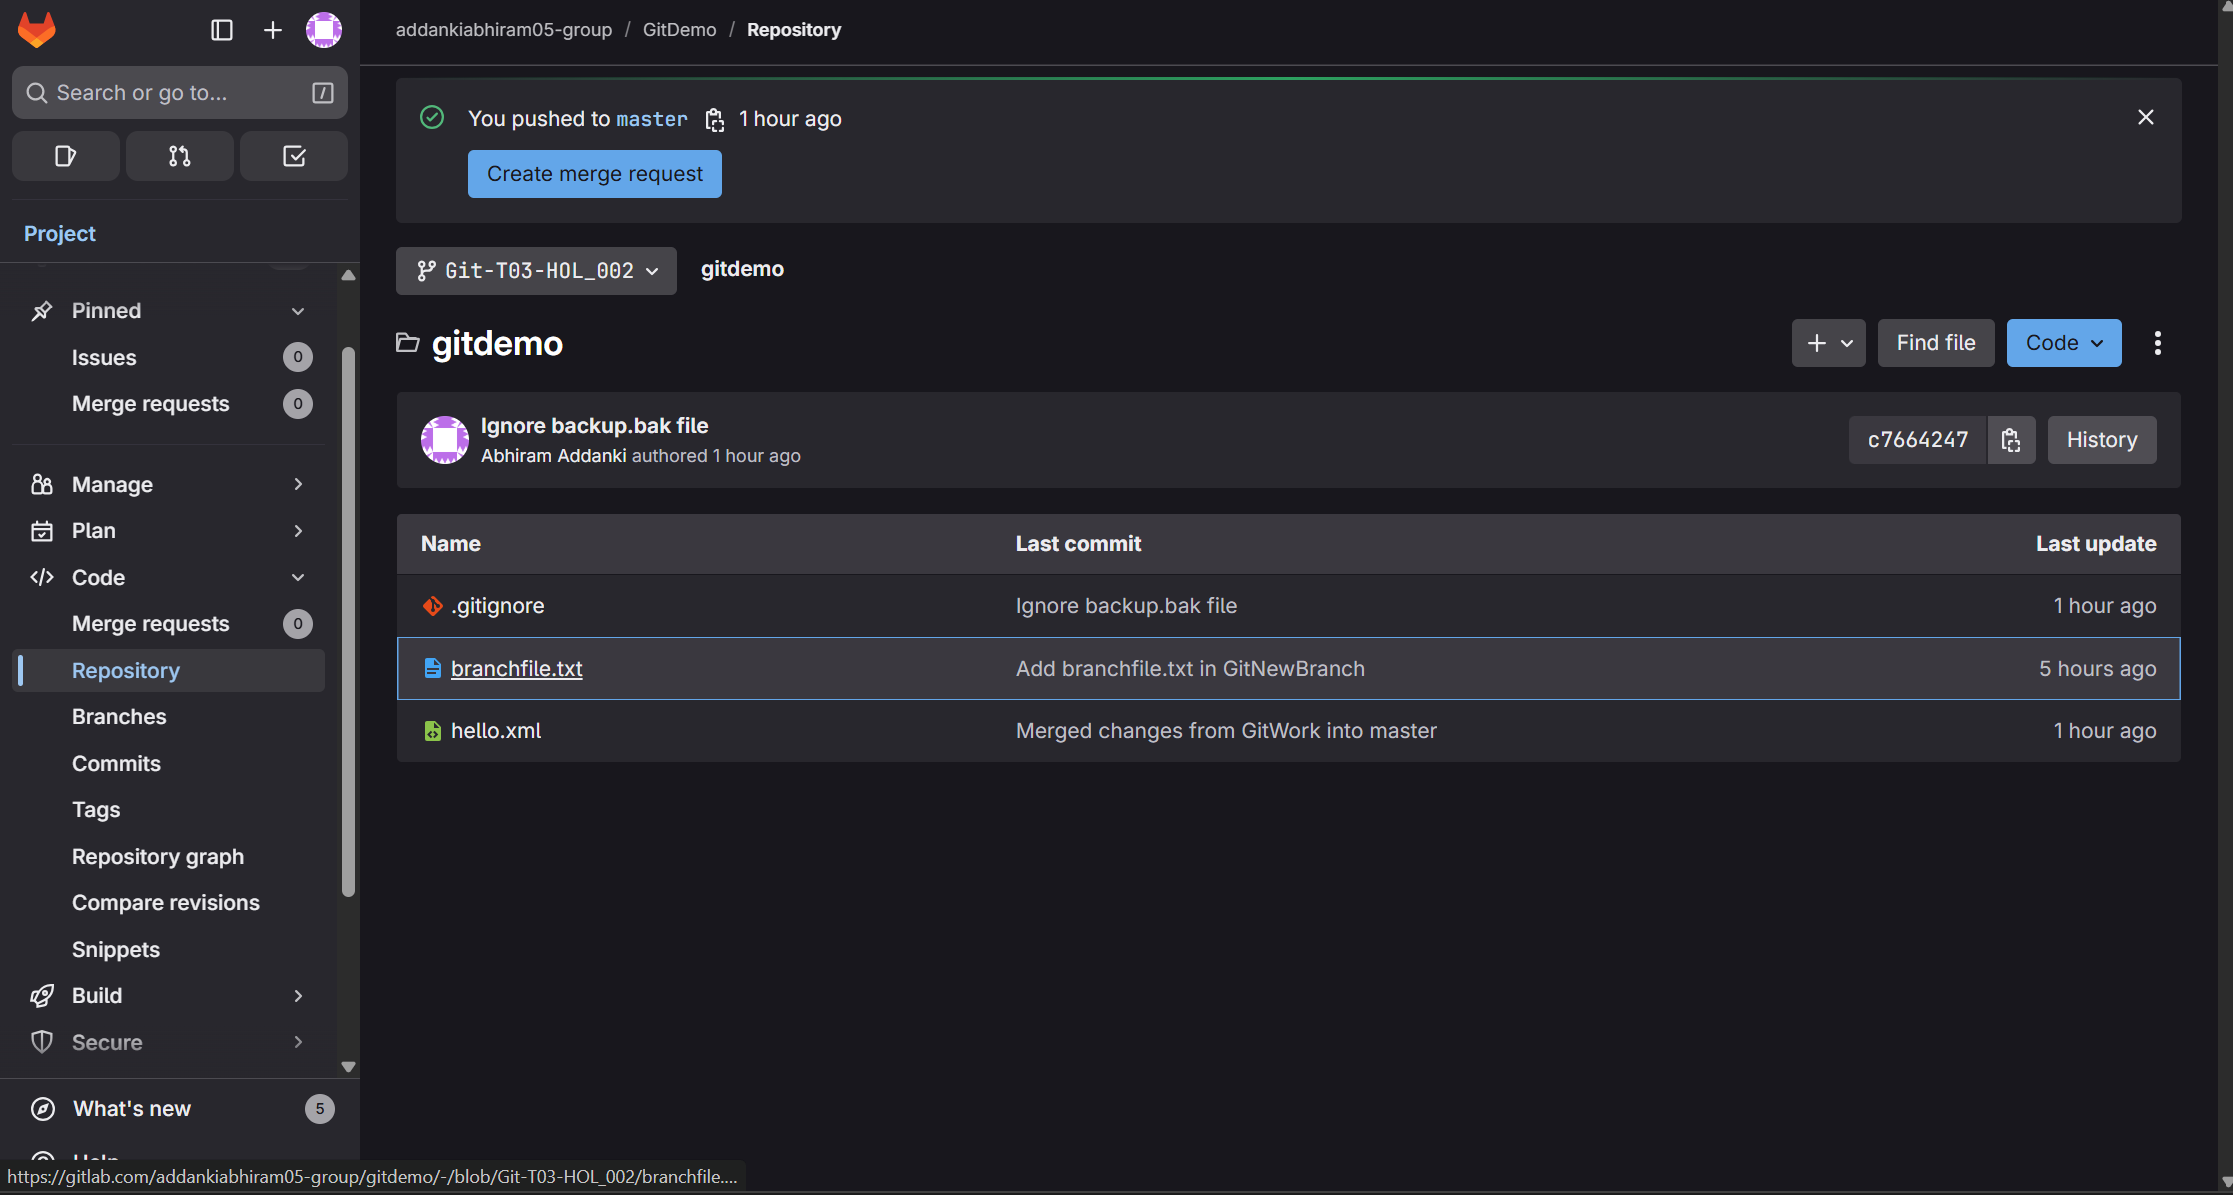 addankiabhiram05-group / GitDemo / Repository
Search or go to... /
You pushed to master 1 hour ago
Create merge request
Project
Git-T03-HOL_002 gitdemo
Pinned
Issues 0
Merge requests 0
gitdemo
Find file Code
Ignore backup.bak file
Abhiram Addanki authored 1 hour ago
c7664247 History
Manage
Plan
Code
Merge requests 0
Repository
Branches
Commits
Tags
Repository graph
Compare revisions
Snippets
Build
Secure
Name Last commit Last update
.gitignore Ignore backup.bak file 1 hour ago
branchfile.txt Add branchfile.txt in GitNewBranch 5 hours ago
hello.xml Merged changes from GitWork into master 1 hour ago
What's new 5
Help
https://gitlab.com/addankiabhiram05-group/gitdemo/-/blob/Git-T03-HOL_002/branchfile....